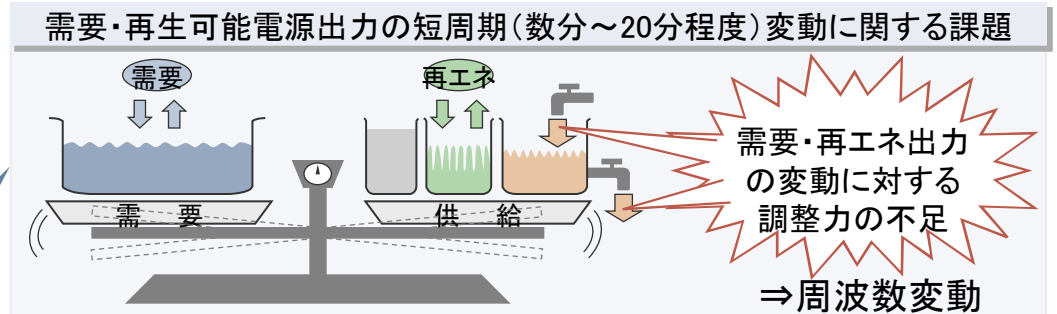 需要・再生可能電源出力の短周期（数分～20分程度）変動に関する課題
需要
再エネ
需要・再エネ出力
の変動に対する
調整力の不足
需　要
供　給
⇒周波数変動